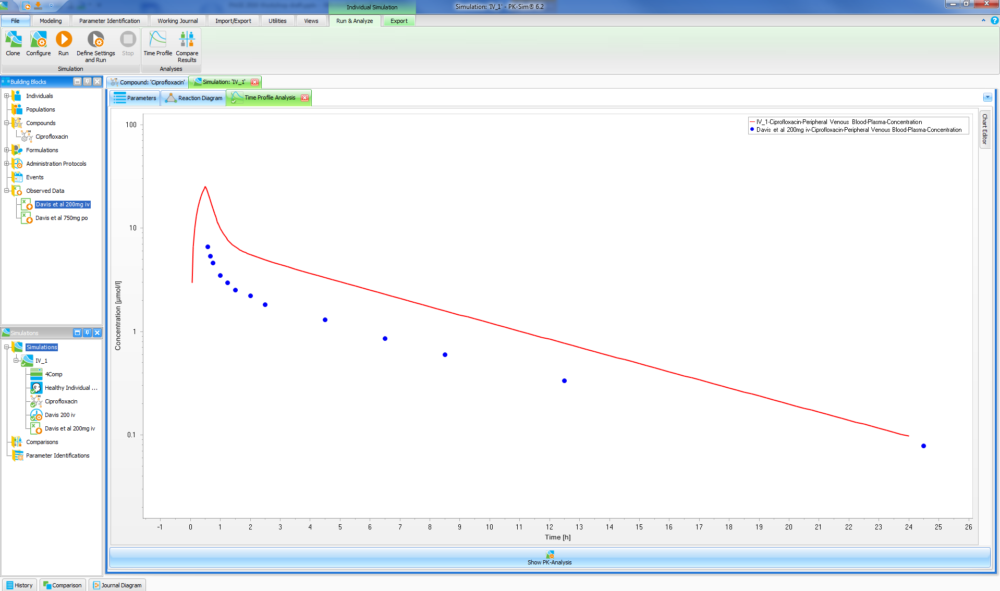 Individual Simulation
Simulation: 'IV_1' - PK-Sim® 6.2
File
Modeling
Parameter Identification
Working Journal
Import/Export
Utilities
Views
Run & Analyze
Export
Clone
Configure
Run
Define Settings
and Run
Stop
Time Profile
Compare
Results
Simulation
Analyses
Building Blocks
Individuals
Populations
Compounds
Ciprofloxacin
Formulations
Administration Protocols
Events
Observed Data
Davis et al 200mg iv
Davis et al 750mg po
Simulations
Simulations
IV_1
4Comp
Healthy Individual ...
Ciprofloxacin
Davis 200 iv
Davis et al 200mg iv
Comparisons
Parameter Identifications
Compound: 'Ciprofloxacin'
Simulation: 'IV_1'
Parameters
Reaction Diagram
Time Profile Analysis
IV_1-Ciprofloxacin-Peripheral Venous Blood-Plasma-Concentration
Davis et al 200mg iv-Ciprofloxacin-Peripheral Venous Blood-Plasma-Concentration
Chart Editor
100
10
1
0.1
Concentration [µmol/l]
-1 0 1 2 3 4 5 6 7 8 9 10 11 12 13 14 15 16 17 18 19 20 21 22 23 24 25 26
Time [h]
Show PK-Analysis
History
Comparison
Journal Diagram